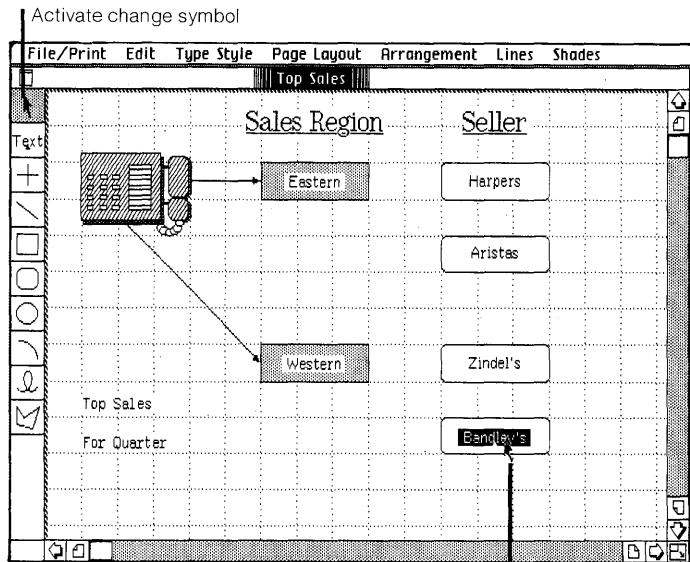 Activate change symbol
File/Print Edit Type Style Page Layout Arrangement Lines Shades
Top Sales
Text
Sales Region Seller
Eastern Harpers
Aristas
Western Zindel's
Top Sales
Bandley's
For Quarter